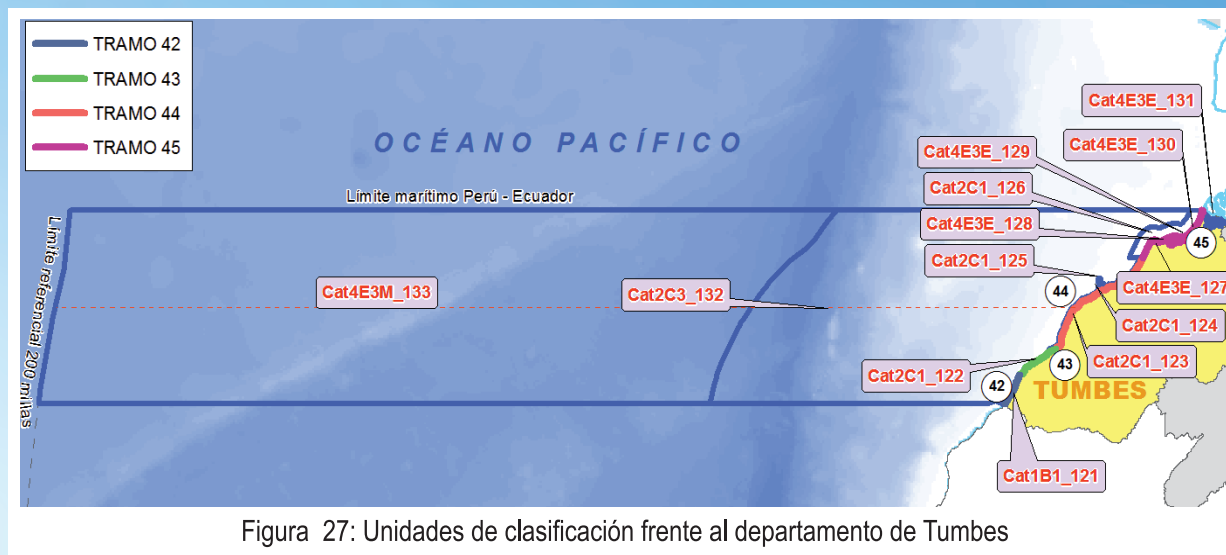 TRAMO 42
TRAMO 43
TRAMO 44
TRAMO 45
OCÉANO PACÍFICO
Límite marítimo Perú - Ecuador
Límite referencial 200 millas
Cat4E3E_131
Cat4E3E_130
Cat4E3E_129
Cat2C1_126
Cat4E3E_128
Cat2C1_125
45
44
Cat4E3E_127
Cat4E3M_133
Cat2C3_132
Cat2C1_124
Cat2C1_123
Cat2C1_122
43
42
TUMBES
Cat1B1_121
Figura 27: Unidades de clasificación frente al departamento de Tumbes